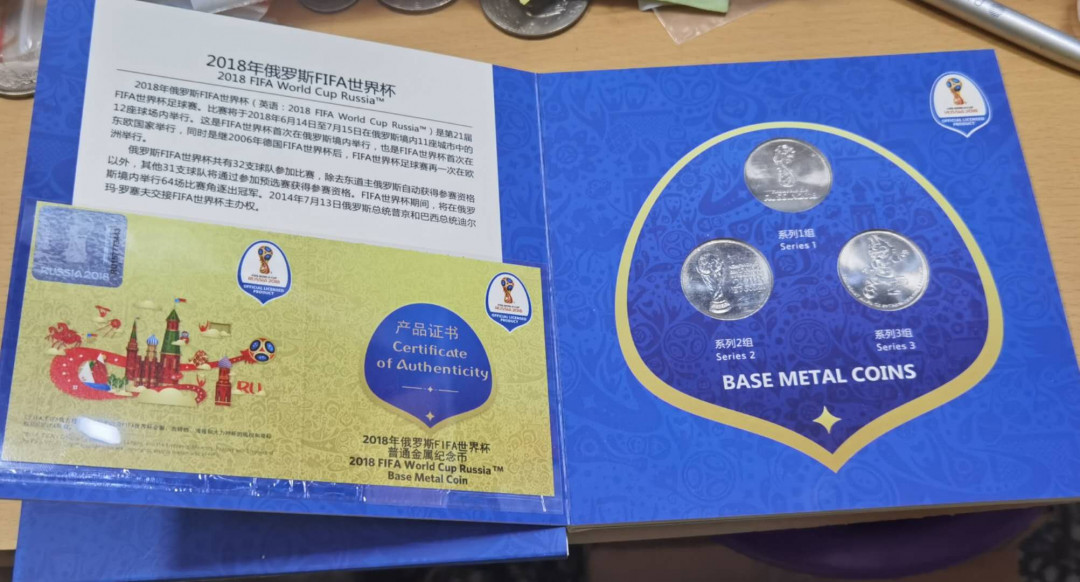 2018年俄罗斯FIFA世界杯
2018 FIFA World Cup Russia™
2018年俄罗斯FIFA世界杯（英语：2018 FIFA World Cup Russia™）是第21届
FIFA世界杯足球赛。比赛将于2018年6月14日至7月15日在俄罗斯境内11座城市中的
12座球场内举行。这是FIFA世界杯首次在俄罗斯境内举行，也是FIFA世界杯首次在
东欧国家举行，同时是继2006年德国FIFA世界杯后，FIFA世界杯足球赛再一次在欧
洲举行。
俄罗斯FIFA世界杯共有32支球队参加比赛，除去东道主俄罗斯自动获得参赛资格
以外，其他31支球队将通过参加预选赛获得参赛资格。FIFA世界杯期间，将在俄罗
斯境内举行64场比赛角逐出冠军。2014年7月13日俄罗斯总统普京和巴西总统迪尔
玛·罗塞夫交接FIFA世界杯主办权。
RUSSIA 2018
OFFICIAL LICENSED
PRODUCT
OFFICIAL LICENSED
PRODUCT
产品证书
Certificate
of Authenticity
RU
2018年俄罗斯FIFA世界杯
普通金属纪念币
2018 FIFA World Cup Russia™
Base Metal Coin
OFFICIAL LICENSED
PRODUCT
系列1组
Series 1
系列2组
Series 2
系列3组
Series 3
BASE METAL COINS